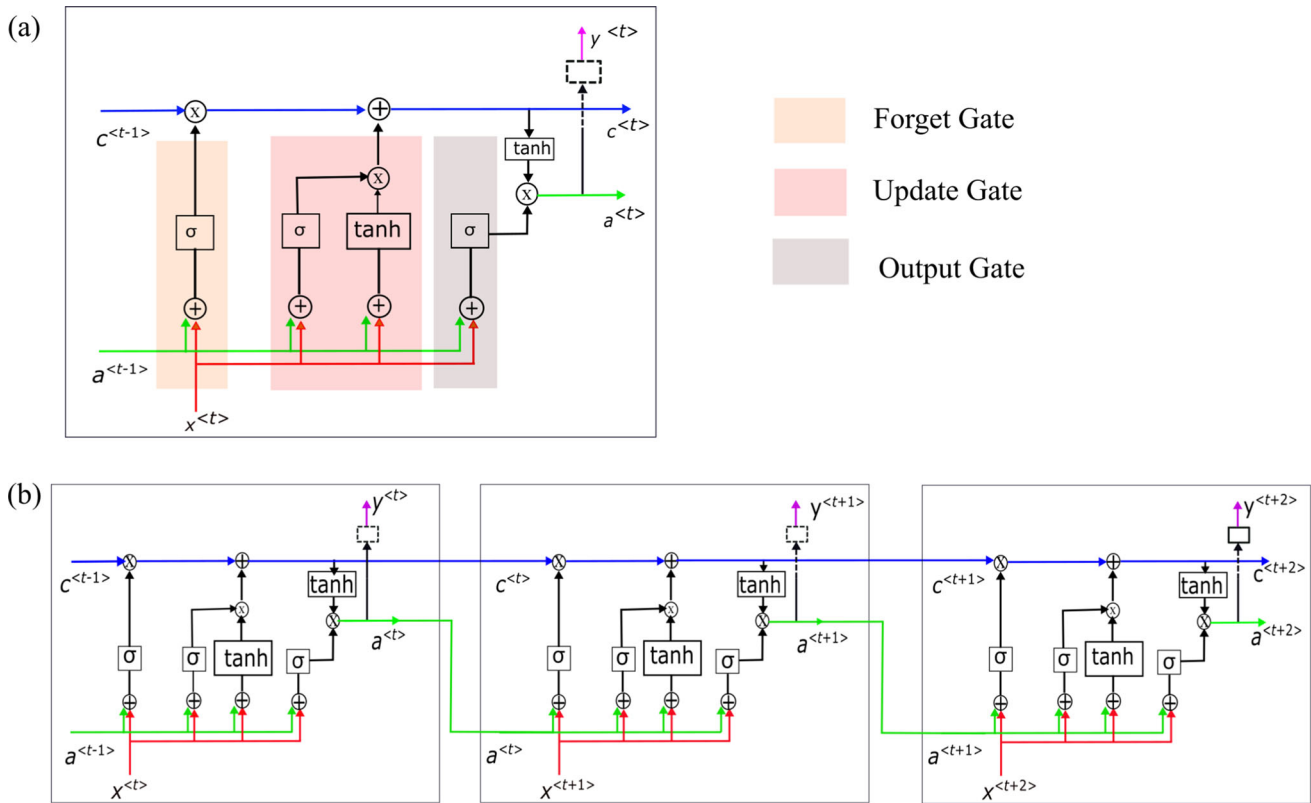 (a)
y<t>
c<t-1>
c<t>
tanh
a<t>
σ
σ
tanh
σ
a<t-1>
x<t>
Forget Gate
Update Gate
Output Gate
(b)
y<t>
c<t-1>
tanh
a<t>
σ
σ
tanh
σ
a<t-1>
x<t>
y<t+1>
c<t>
tanh
a<t+1>
σ
σ
tanh
σ
a<t>
x<t+1>
y<t+2>
c<t+1>
c<t+2>
tanh
a<t+2>
σ
σ
tanh
σ
a<t+1>
x<t+2>